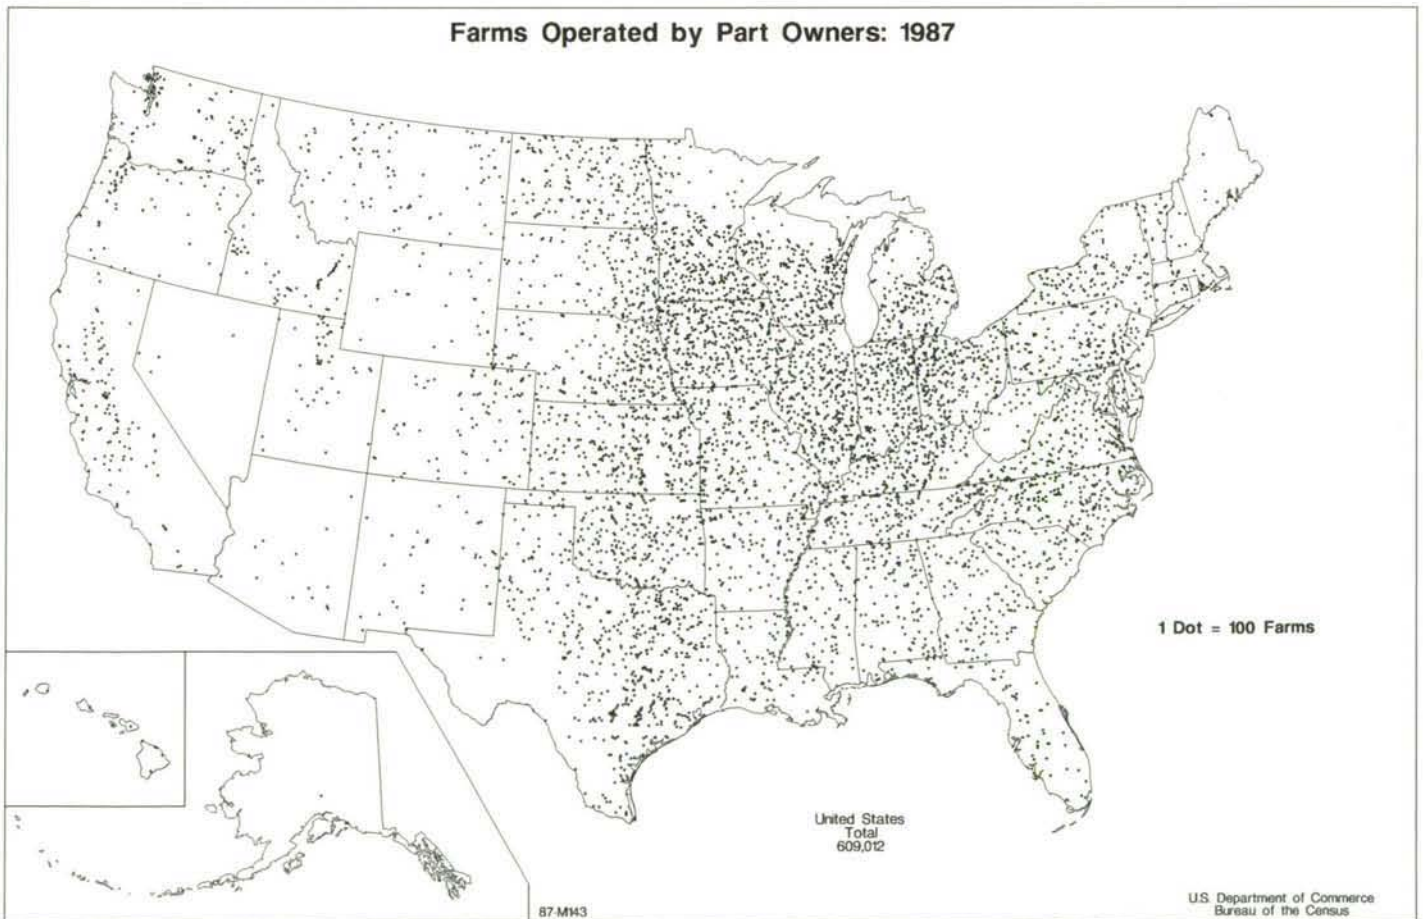 Farms Operated by Part Owners: 1987
1 Dot = 100 Farms
United States
Total
609,012
87-M143
U.S. Department of Commerce
Bureau of the Census